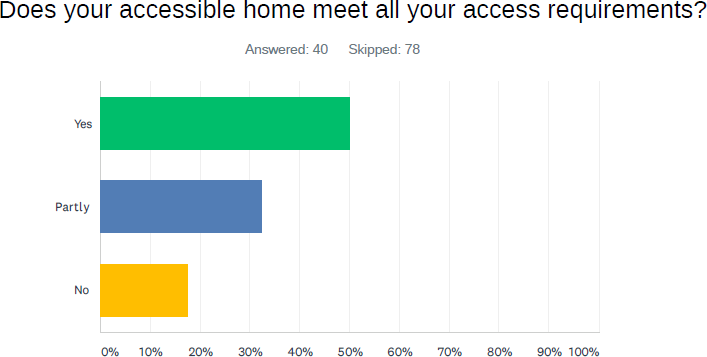 Does your accessible home meet all your access requirements?
Answered: 40 Skipped: 78
Yes
Partly
No
0% 10% 20% 30% 40% 50% 60% 70% 80% 90% 100%